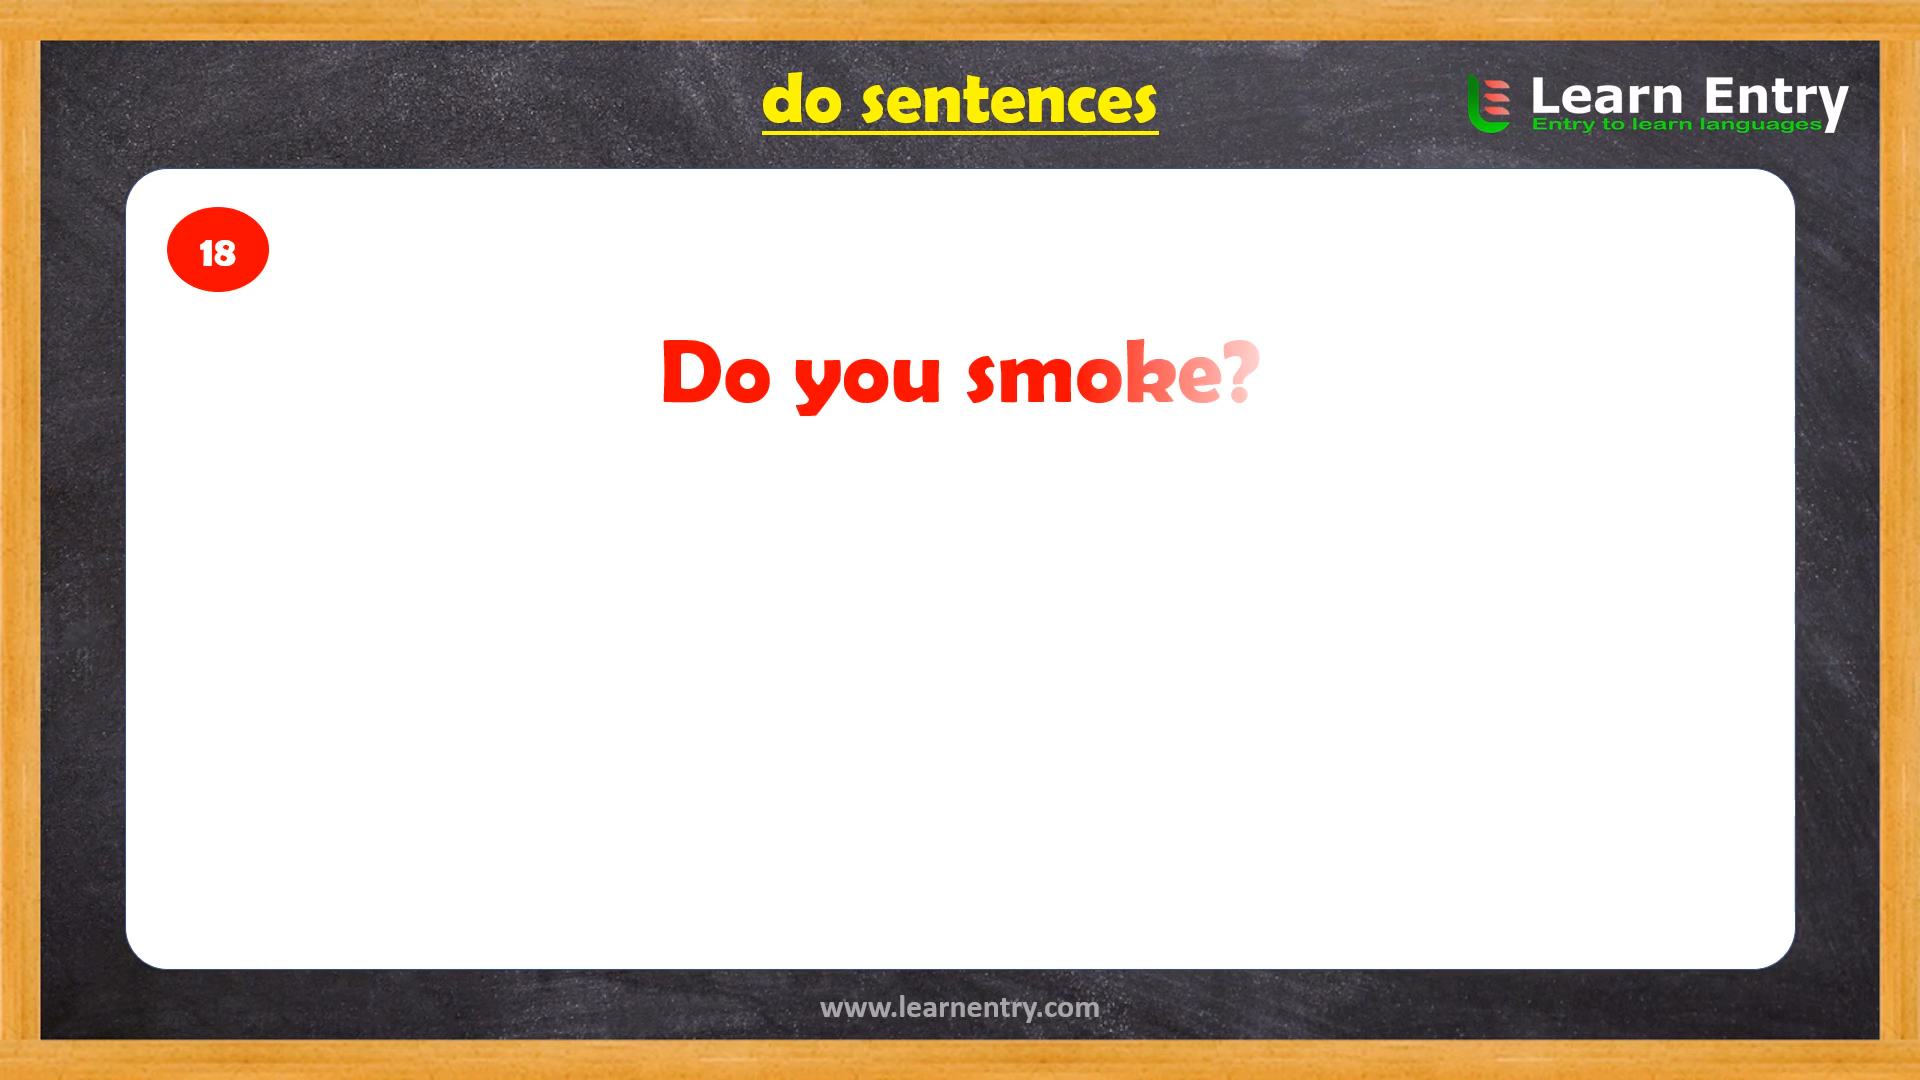 do sentences
Learn Entry
Entry to learn languages
18
Do you smoke?
www.learnentry.com